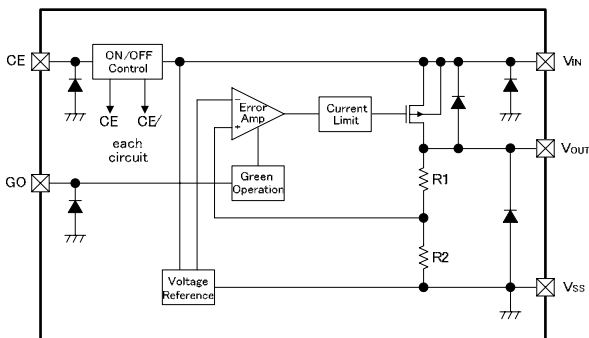 CE
ON/OFF
Control
VIN
CE CE/
each
circuit
−
Error
Amp
+
Current
Limit
VOUT
GO
Green
Operation
R1
R2
Voltage
Reference
VSS